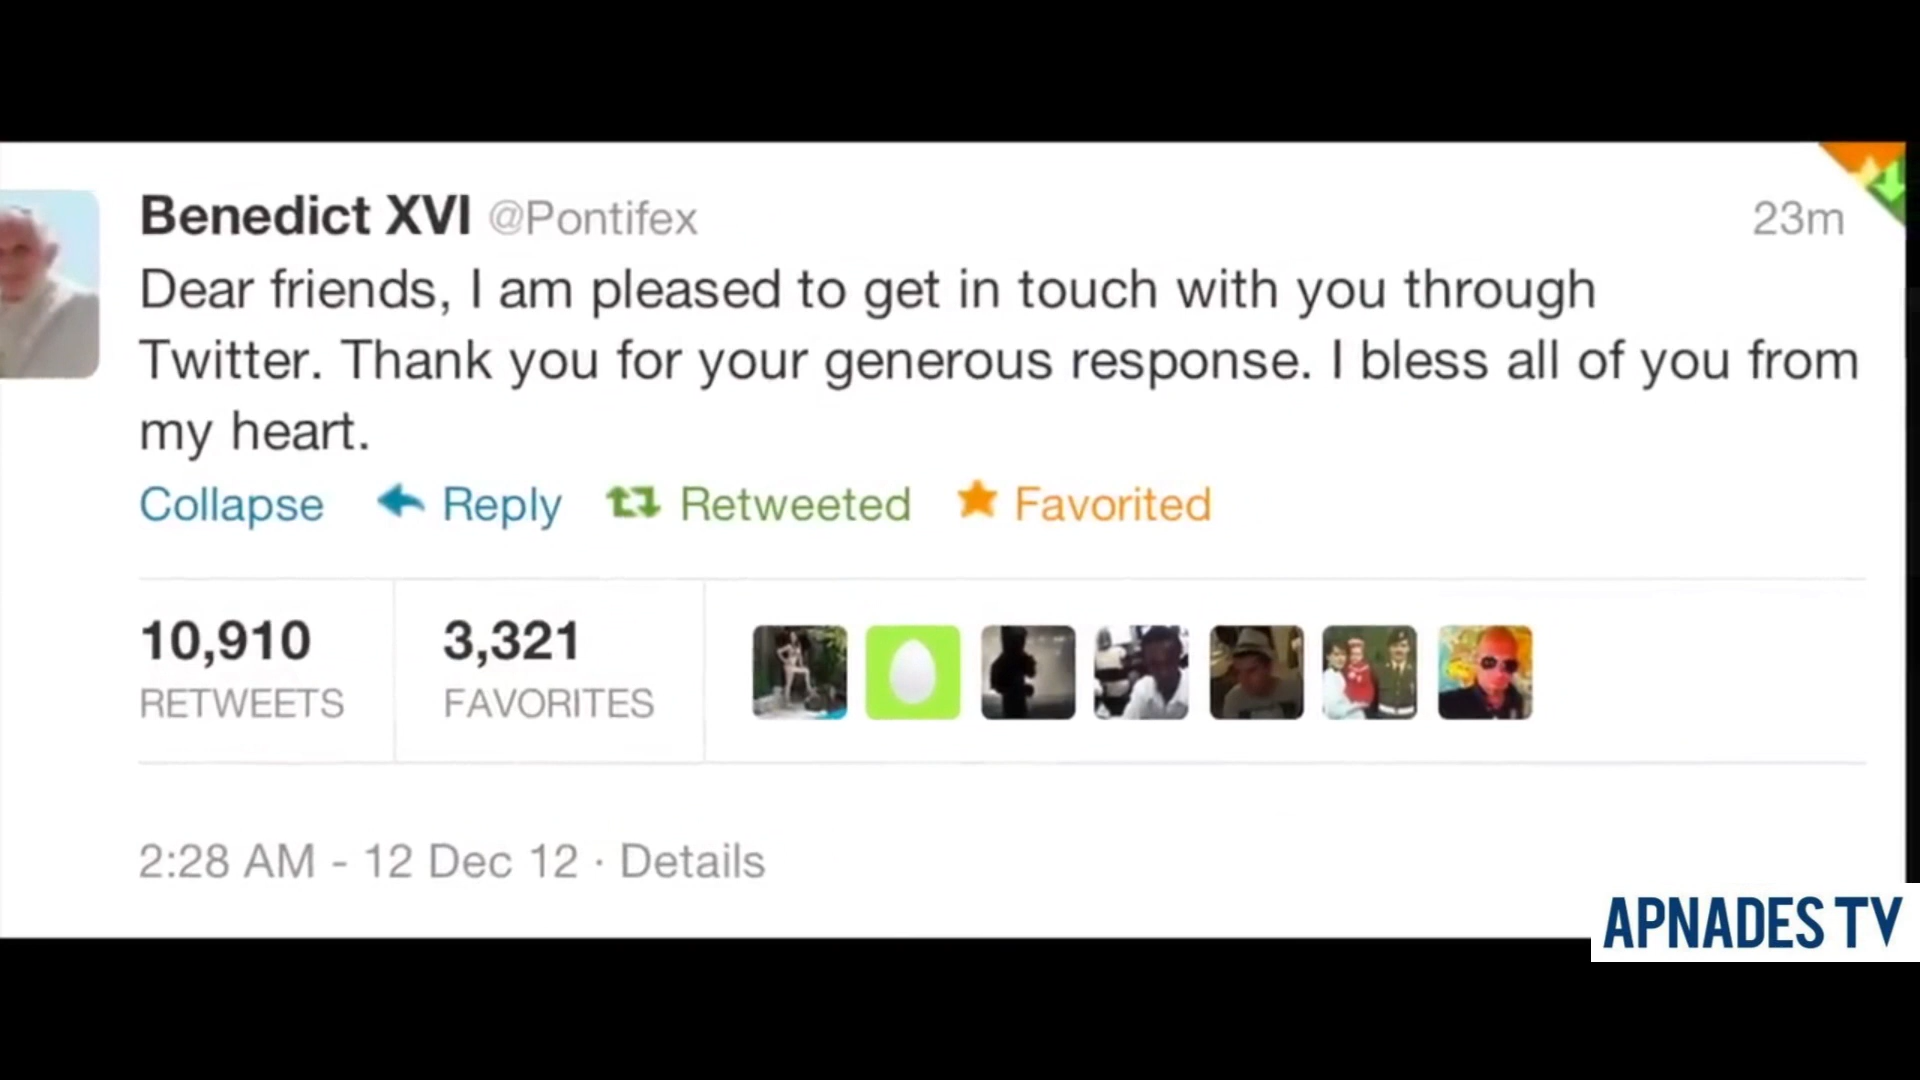 Benedict XVI @Pontifex 23m
Dear friends, I am pleased to get in touch with you through
Twitter. Thank you for your generous response. I bless all of you from
my heart.
Collapse Reply Retweeted Favorited
10,910 3,321
RETWEETS FAVORITES
2:28 AM - 12 Dec 12 · Details
APNADES TV